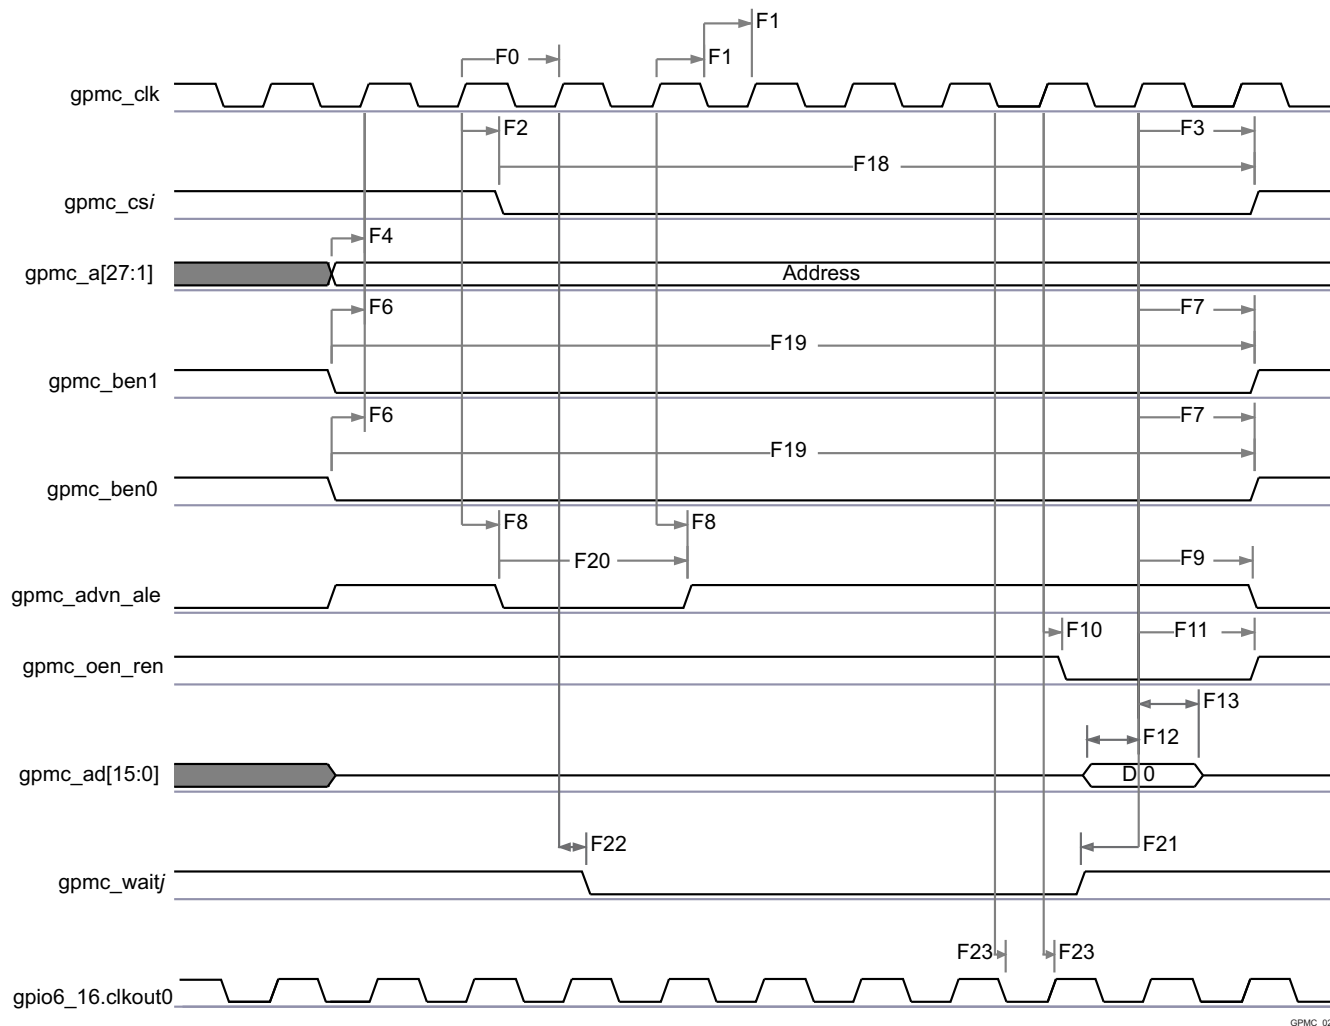 F1
F0
F1
gpmc_clk
F2
F3
F18
gpmc_csi
F4
gpmc_a[27:1]
Address
F6
F7
F19
gpmc_ben1
F6
F7
F19
gpmc_ben0
F8
F8
F20
F9
gpmc_advn_ale
F10
F11
gpmc_oen_ren
F13
F12
gpmc_ad[15:0]
D 0
F22
F21
gpmc_waitj
F23
F23
gpio6_16.clkout0
GPMC_02